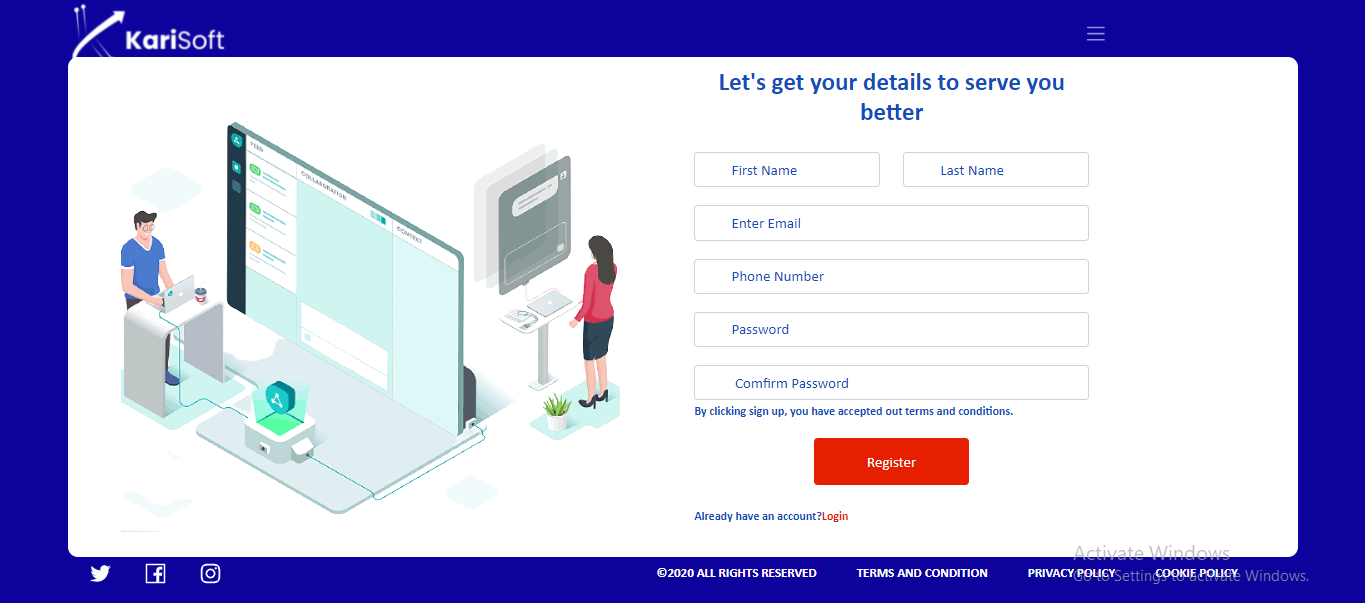 KariSoft
Let's get your details to serve you
better
First Name
Last Name
Enter Email
Phone Number
Password
Comfirm Password
By clicking sign up, you have accepted out terms and conditions.
Register
Already have an account?Login
FEED
COLLABORATION
CONTEXT
Activate Windows
Go to Settings to activate Windows.
©2020 ALL RIGHTS RESERVED
TERMS AND CONDITION
PRIVACY POLICY
COOKIE POLICY